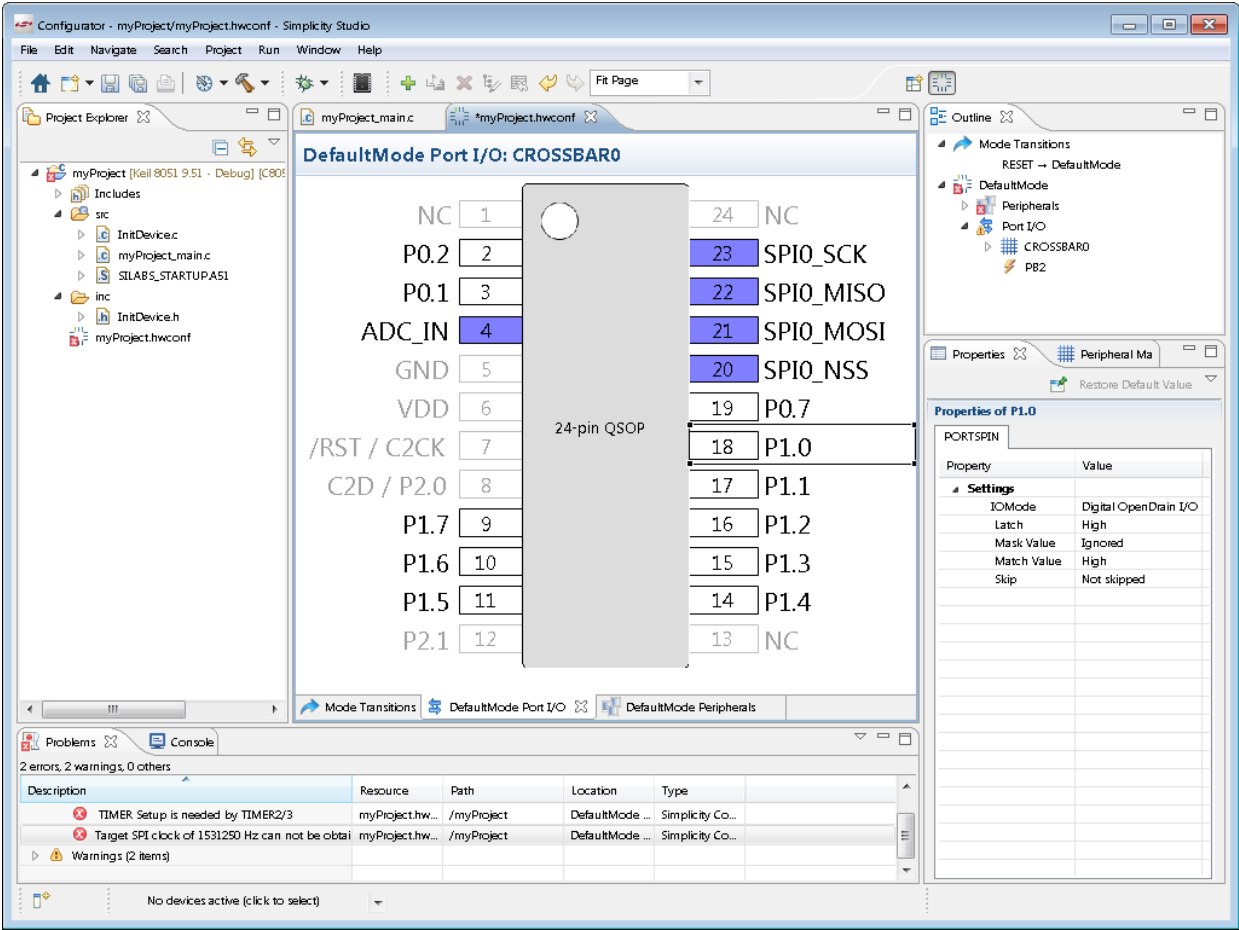 Configurator - myProject/myProject.hwconf - Simplicity Studio
File Edit Navigate Search Project Run Window Help
Fit Page
Project Explorer
myProject [Keil 8051 9.51 - Debug] [C805
Includes
src
InitDevice.c
myProject_main.c
SILABS_STARTUP.A51
inc
InitDevice.h
myProject.hwconf
myProject_main.c
*myProject.hwconf
DefaultMode Port I/O: CROSSBAR0
NC 1
P0.2 2
P0.1 3
ADC_IN 4
GND 5
VDD 6
/RST / C2CK 7
C2D / P2.0 8
P1.7 9
P1.6 10
P1.5 11
P2.1 12
24-pin QSOP
24 NC
23 SPI0_SCK
22 SPI0_MISO
21 SPI0_MOSI
20 SPI0_NSS
19 P0.7
18 P1.0
17 P1.1
16 P1.2
15 P1.3
14 P1.4
13 NC
Mode Transitions
DefaultMode Port I/O
DefaultMode Peripherals
Outline
Mode Transitions
RESET → DefaultMode
DefaultMode
Peripherals
Port I/O
CROSSBAR0
PB2
Properties
Peripheral Ma
Restore Default Value
Properties of P1.0
PORTSPIN
Property Value
Settings
IOMode Digital OpenDrain I/O
Latch High
Mask Value Ignored
Match Value High
Skip Not skipped
Problems
Console
2 errors, 2 warnings, 0 others
Description Resource Path Location Type
TIMER Setup is needed by TIMER2/3 myProject.hw... /myProject DefaultMode ... Simplicity Co...
Target SPI clock of 1531250 Hz can not be obtai myProject.hw... /myProject DefaultMode ... Simplicity Co...
Warnings (2 items)
No devices active (click to select)